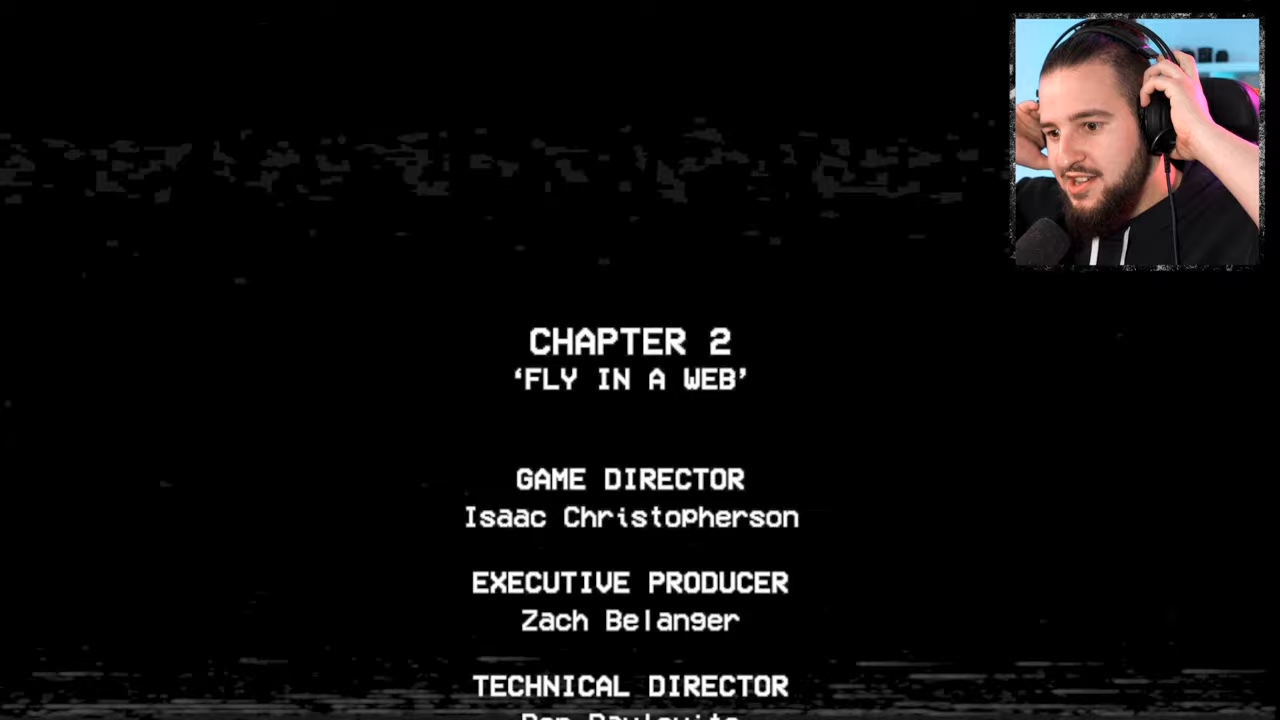 CHAPTER 2
‘FLY IN A WEB’
GAME DIRECTOR
Isaac Christopherson
EXECUTIVE PRODUCER
Zach Belanger
TECHNICAL DIRECTOR